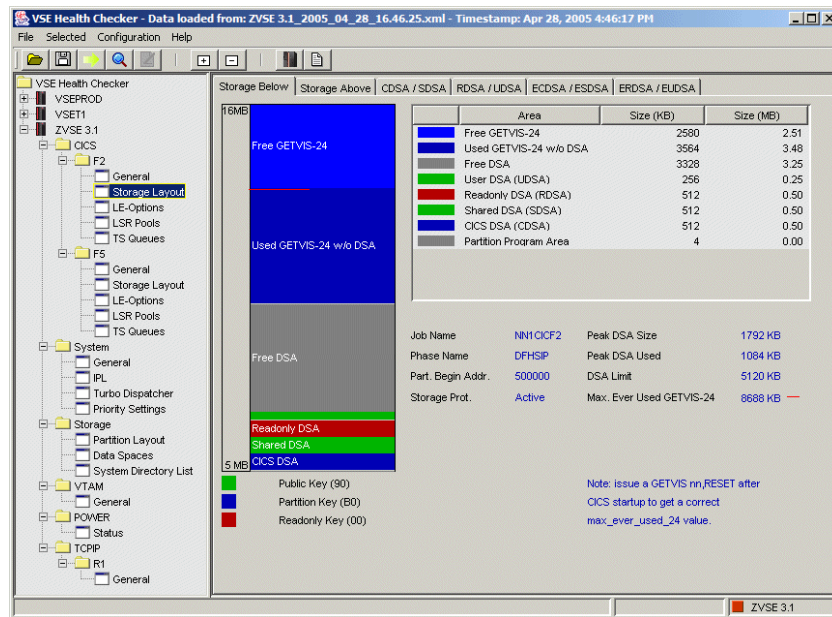 VSE Health Checker - Data loaded from: ZVSE 3.1_2005_04_28_16.46.25.xml - Timestamp: Apr 28, 2005 4:46:17 PM
File Selected Configuration Help
VSE Health Checker
VSEPROD
VSET1
ZVSE 3.1
CICS
F2
General
Storage Layout
LE-Options
LSR Pools
TS Queues
F5
General
Storage Layout
LE-Options
LSR Pools
TS Queues
System
General
IPL
Turbo Dispatcher
Priority Settings
Storage
Partition Layout
Data Spaces
System Directory List
VTAM
General
POWER
Status
TCPIP
R1
General
Storage Below Storage Above CDSA / SDSA RDSA / UDSA ECDSA / ESDSA ERDSA / EUDSA
16MB
Free GETVIS-24
Used GETVIS-24 w/o DSA
Free DSA
Readonly DSA
Shared DSA
5 MB CICS DSA
Area Size (KB) Size (MB)
Free GETVIS-24 2580 2.51
Used GETVIS-24 w/o DSA 3564 3.48
Free DSA 3328 3.25
User DSA (UDSA) 256 0.25
Readonly DSA (RDSA) 512 0.50
Shared DSA (SDSA) 512 0.50
CICS DSA (CDSA) 512 0.50
Partition Program Area 4 0.00
Job Name NN1CICF2 Peak DSA Size 1792 KB
Phase Name DFHSIP Peak DSA Used 1084 KB
Part. Begin Addr. 500000 DSA Limit 5120 KB
Storage Prot. Active Max. Ever Used GETVIS-24 8688 KB
Public Key (90)
Partition Key (B0)
Readonly Key (00)
Note: issue a GETVIS nn,RESET after
CICS startup to get a correct
max_ever_used_24 value.
ZVSE 3.1